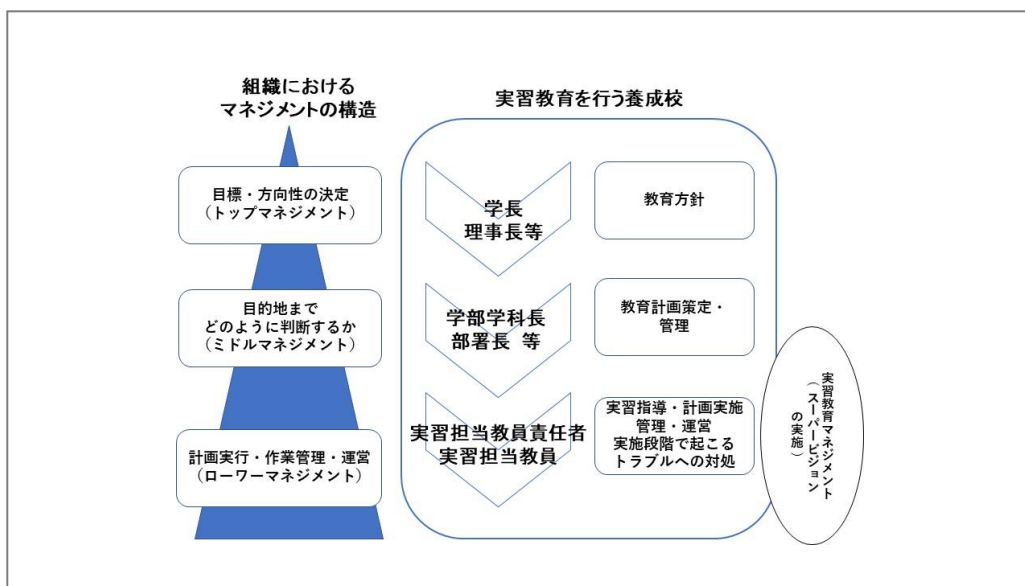 組織における
マネジメントの構造
実習教育を行う養成校
目標・方向性の決定
（トップマネジメント）
学長
理事長等
教育方針
目的地まで
どのように判断するか
（ミドルマネジメント）
学部学科長
部署長 等
教育計画策定・
管理
計画実行・作業管理・運営
（ローワーマネジメント）
実習担当教員責任者
実習担当教員
実習指導・計画実施
管理・運営
実施段階で起こる
トラブルへの対処
実習教育マネジメント
（スーパービジョン
の実施）